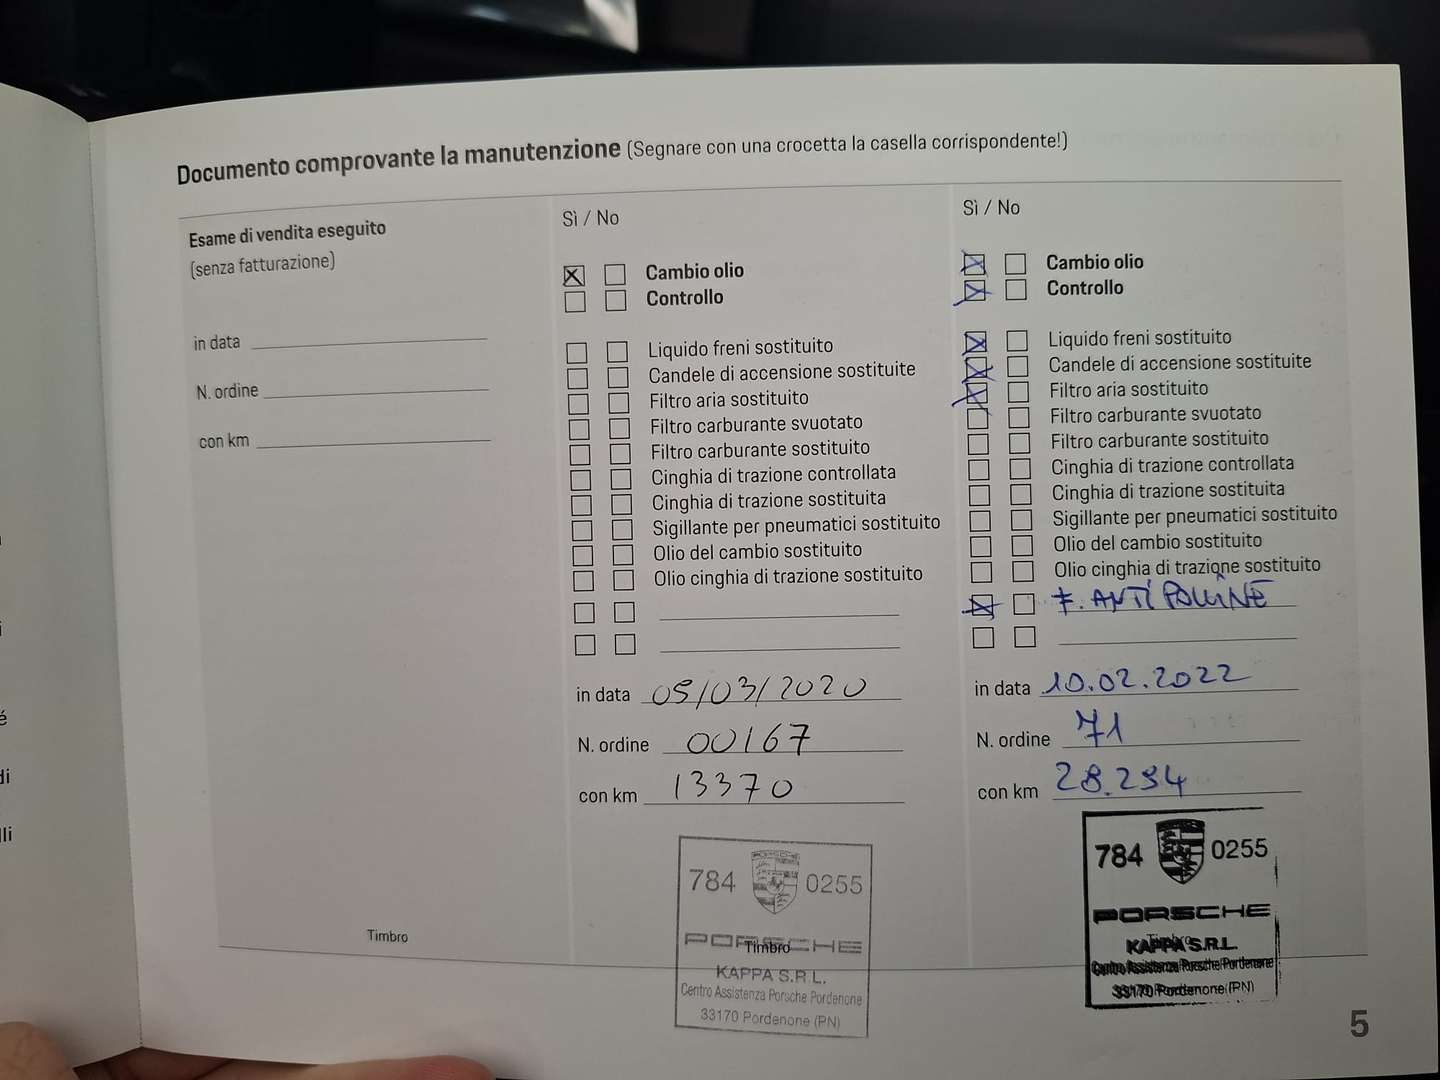 Documento comprovante la manutenzione (Segnare con una crocetta la casella corrispondente!)
Esame di vendita eseguito
(senza fatturazione)
in data
N. ordine
con km
Timbro
Sì / No
Cambio olio
Controllo
Liquido freni sostituito
Candele di accensione sostituite
Filtro aria sostituito
Filtro carburante svuotato
Filtro carburante sostituito
Cinghia di trazione controllata
Cinghia di trazione sostituita
Sigillante per pneumatici sostituito
Olio del cambio sostituito
Olio cinghia di trazione sostituito
in data 05/03/2020
N. ordine 00167
con km 13370
784 0255
PORSCHE
Timbro
KAPPA S.R.L.
Centro Assistenza Porsche Pordenone
33170 Pordenone (PN)
Sì / No
Cambio olio
Controllo
Liquido freni sostituito
Candele di accensione sostituite
Filtro aria sostituito
Filtro carburante svuotato
Filtro carburante sostituito
Cinghia di trazione controllata
Cinghia di trazione sostituita
Sigillante per pneumatici sostituito
Olio del cambio sostituito
Olio cinghia di trazione sostituito
F. ANTIPOLLINE
in data 10.02.2022
N. ordine 71
con km 28.294
784 0255
PORSCHE
Timbro
KAPPA S.R.L.
Centro Assistenza Porsche Pordenone
33170 Pordenone (PN)
5
é
di
lli